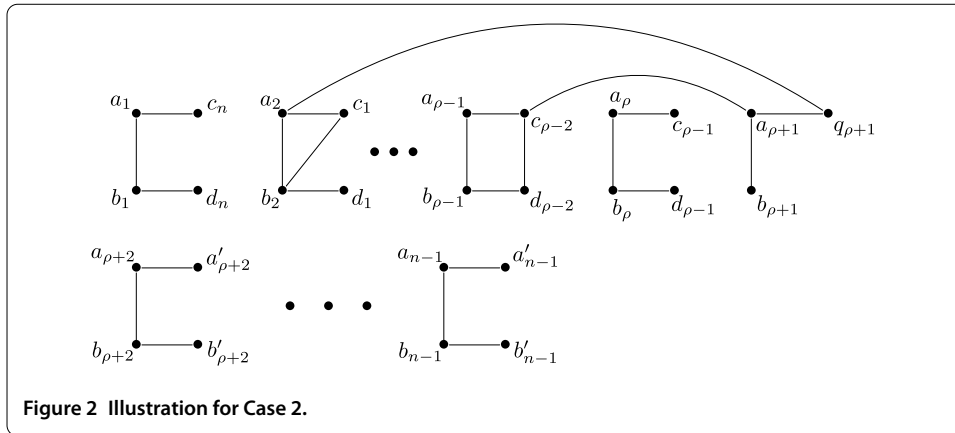 a₁ cₙ a₂ c₁ a_{ρ−1} c_{ρ−2} a_ρ c_{ρ−1} a_{ρ+1} q_{ρ+1}
b₁ dₙ b₂ d₁ b_{ρ−1} d_{ρ−2} b_ρ d_{ρ−1} b_{ρ+1}
a_{ρ+2} a′_{ρ+2} a_{n−1} a′_{n−1}
b_{ρ+2} b′_{ρ+2} b_{n−1} b′_{n−1}
Figure 2 Illustration for Case 2.